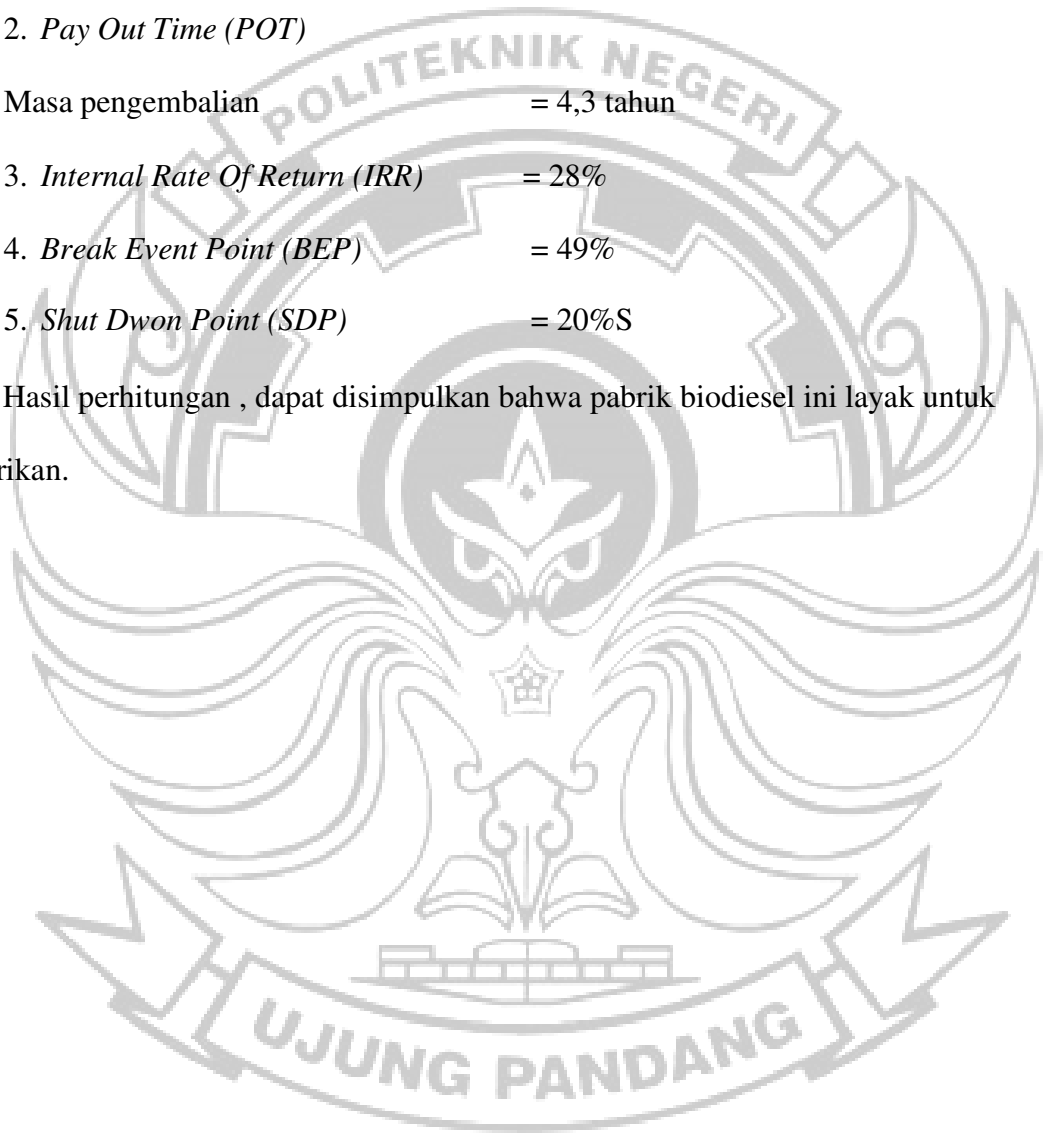 2. Pay Out Time (POT)
POLITEKNIK NEGERI
Masa pengembalian = 4,3 tahun
3. Internal Rate Of Return (IRR) = 28%
4. Break Event Point (BEP) = 49%
5. Shut Dwon Point (SDP) = 20%S
Hasil perhitungan , dapat disimpulkan bahwa pabrik biodiesel ini layak untuk
rikan.
UJUNG PANDANG